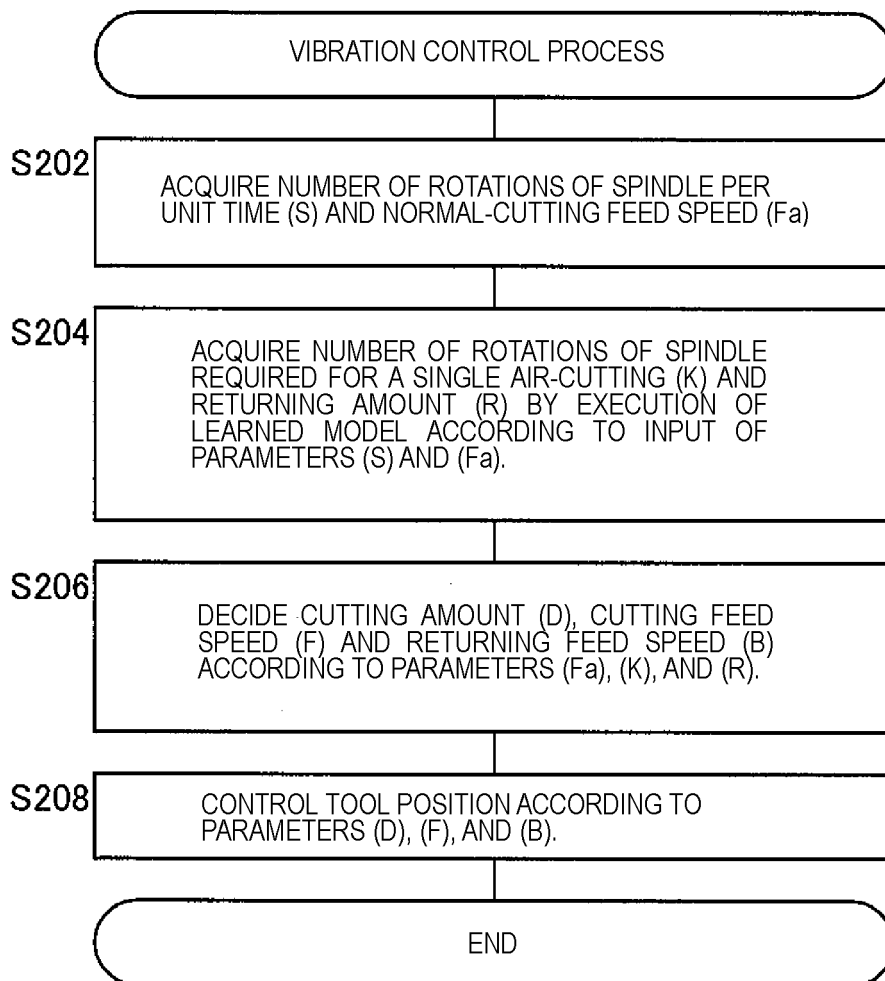 VIBRATION CONTROL PROCESS
S202
ACQUIRE NUMBER OF ROTATIONS OF SPINDLE PER
UNIT TIME (S) AND NORMAL-CUTTING FEED SPEED (Fa)
S204
ACQUIRE NUMBER OF ROTATIONS OF SPINDLE
REQUIRED FOR A SINGLE AIR-CUTTING (K) AND
RETURNING AMOUNT (R) BY EXECUTION OF
LEARNED MODEL ACCORDING TO INPUT OF
PARAMETERS (S) AND (Fa).
S206
DECIDE CUTTING AMOUNT (D), CUTTING FEED
SPEED (F) AND RETURNING FEED SPEED (B)
ACCORDING TO PARAMETERS (Fa), (K), AND (R).
S208
CONTROL TOOL POSITION ACCORDING TO
PARAMETERS (D), (F), AND (B).
END